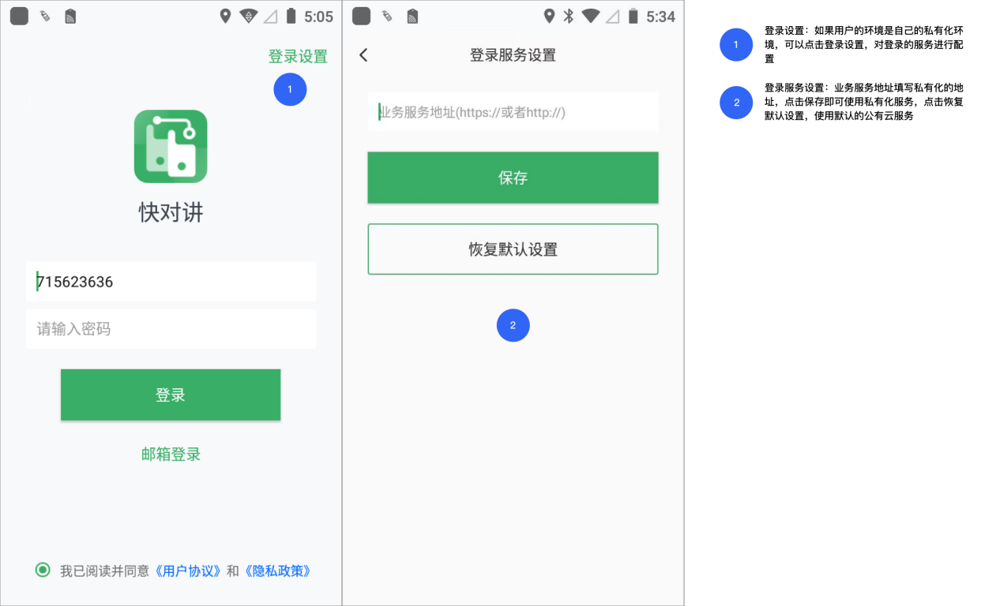 5:05
登录设置
1
快对讲
715623636
请输入密码
登录
邮箱登录
我已阅读并同意《用户协议》和《隐私政策》
5:34
登录服务设置
业务服务地址(https://或者http://)
保存
恢复默认设置
2
1
登录设置：如果用户的环境是自己的私有化环
境，可以点击登录设置，对登录的服务进行配
置
2
登录服务设置：业务服务地址填写私有化的地
址，点击保存即可使用私有化服务，点击恢复
默认设置，使用默认的公有云服务